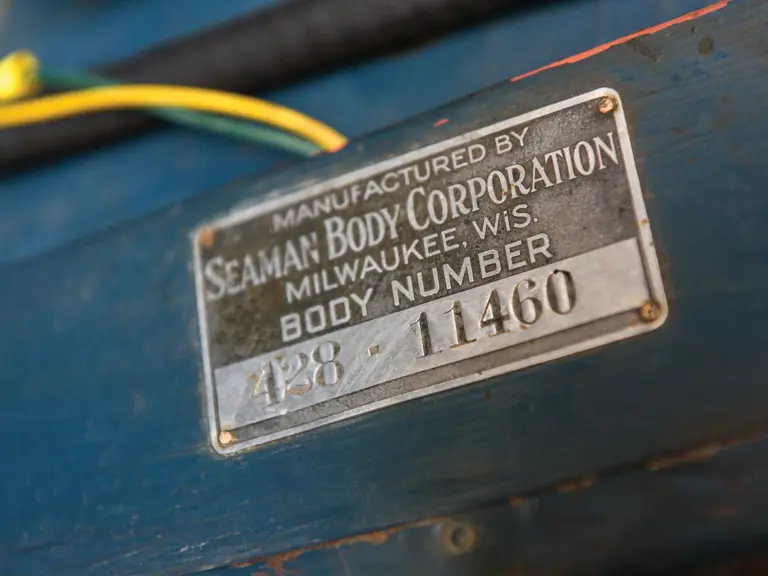 MANUFACTURED BY
SEAMAN BODY CORPORATION
MILWAUKEE, WIS.
BODY NUMBER
428 - 11460